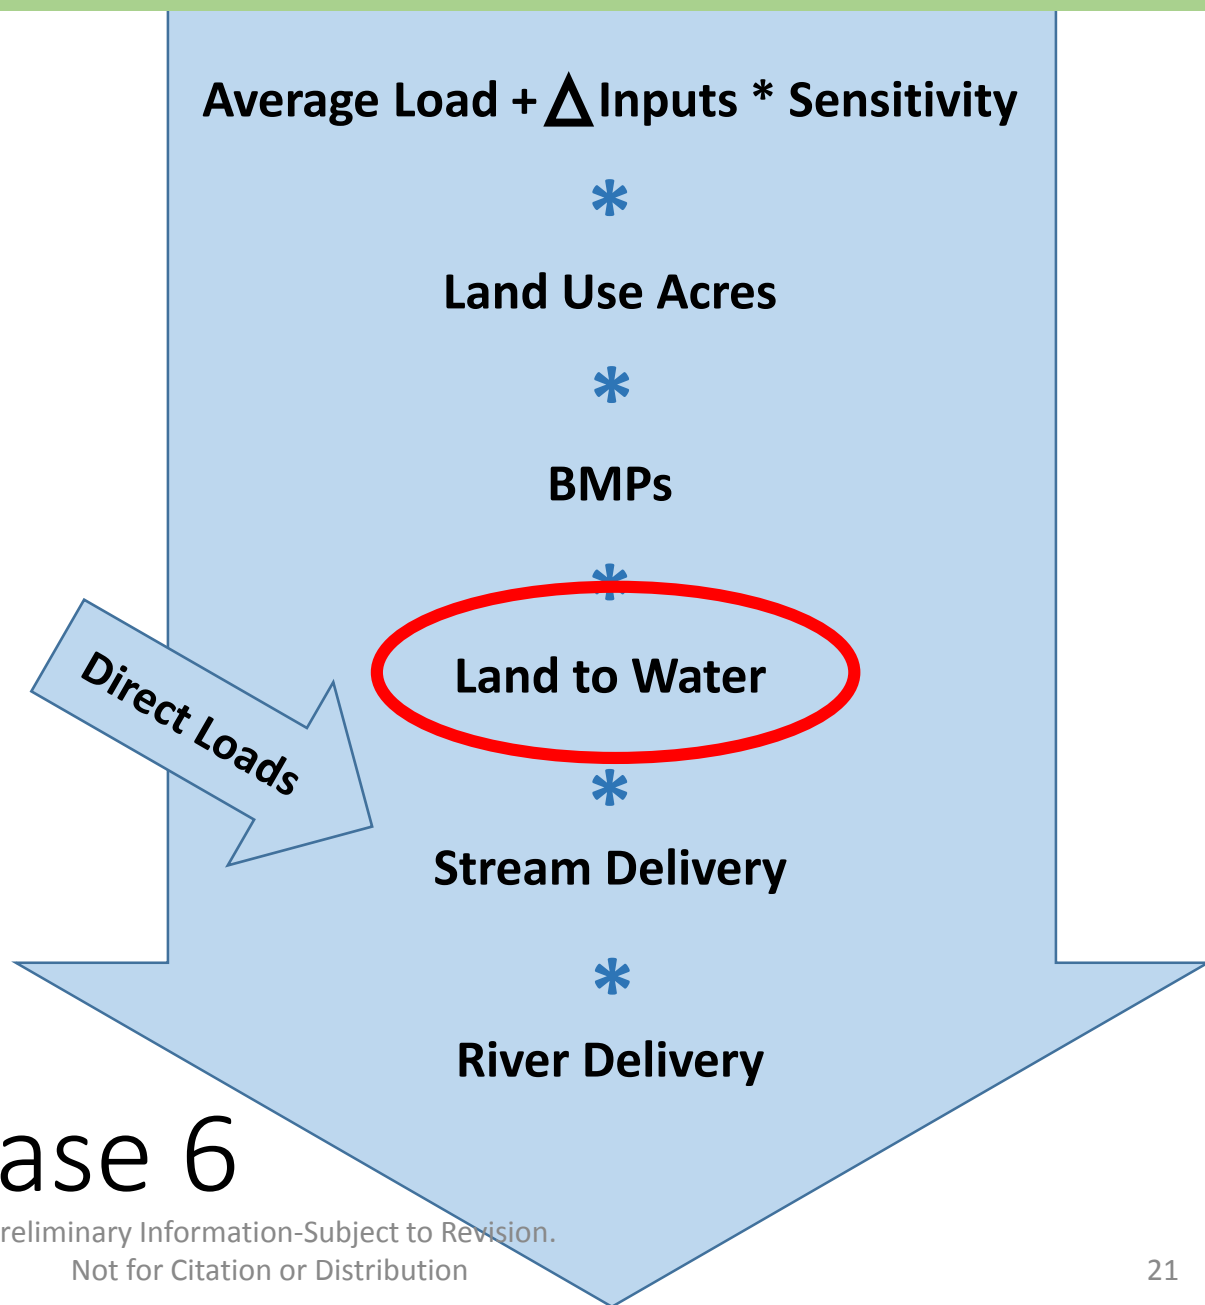 Average Load + Δ Inputs * Sensitivity
*
Land Use Acres
*
BMPs
*
Land to Water
Direct Loads
*
Stream Delivery
*
River Delivery
ase 6
reliminary Information-Subject to Revision.
Not for Citation or Distribution
21